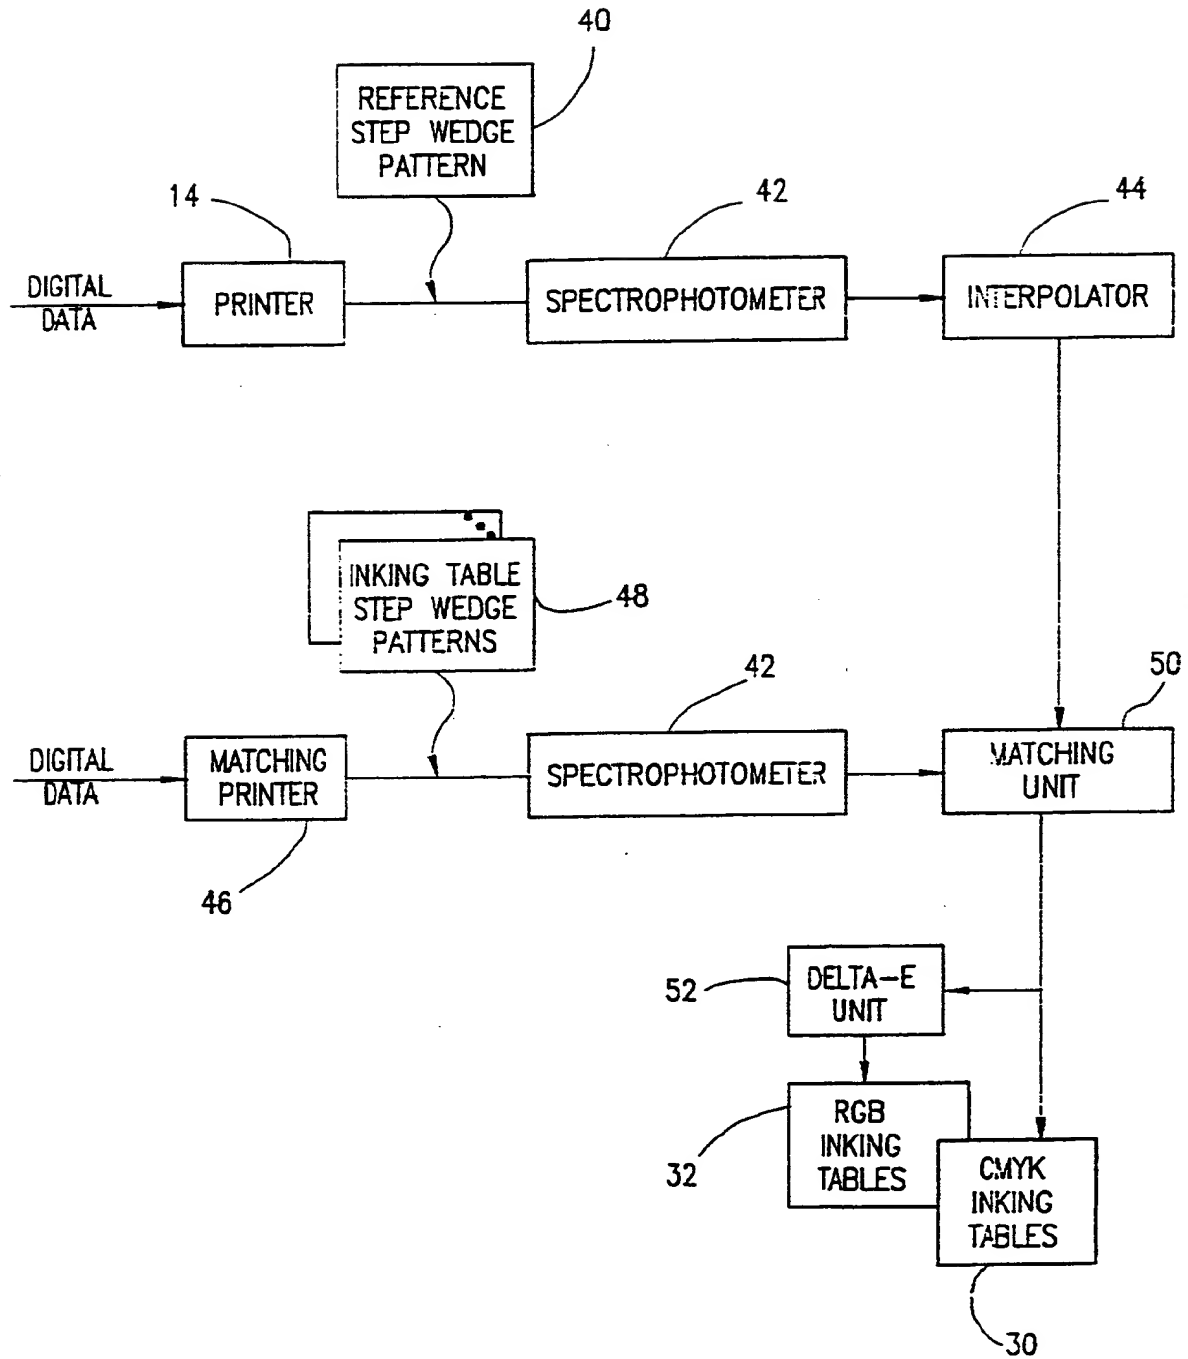 40
REFERENCE
STEP WEDGE
PATTERN
14
42
44
DIGITAL
DATA
PRINTER
SPECTROPHOTOMETER
INTERPOLATOR
INKING TABLE
STEP WEDGE
PATTERNS
48
42
50
DIGITAL
DATA
MATCHING
PRINTER
SPECTROPHOTOMETER
MATCHING
UNIT
46
52
DELTA-E
UNIT
32
RGB
INKING
TABLES
CMYK
INKING
TABLES
30